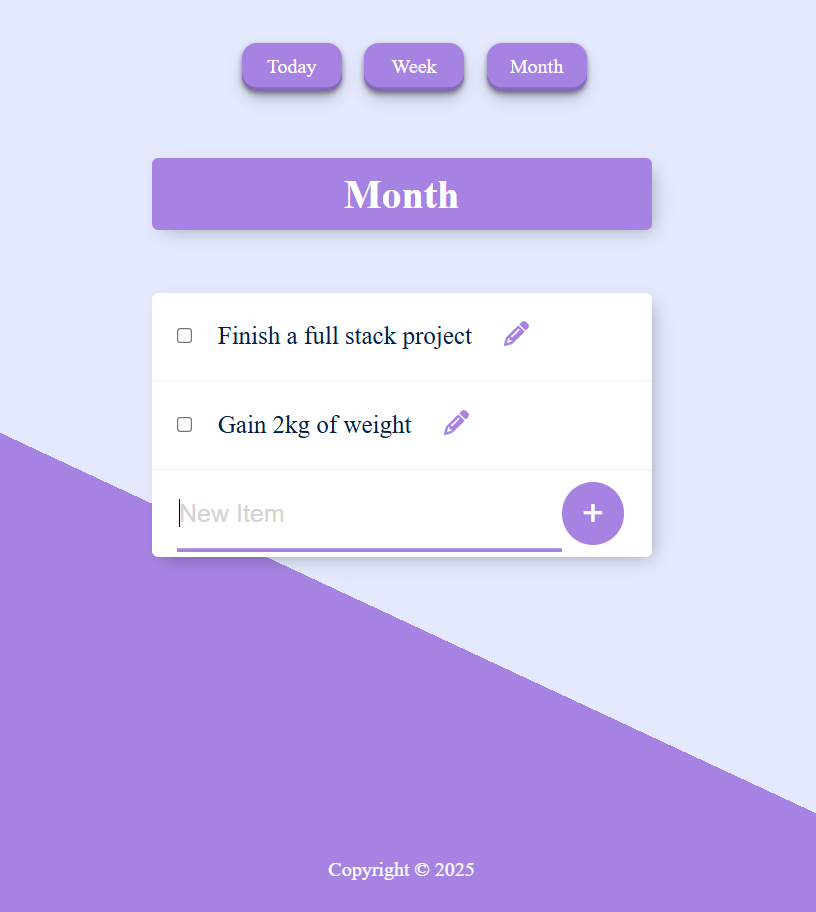 Today Week Month
Month
Finish a full stack project
Gain 2kg of weight
New Item +
Copyright © 2025